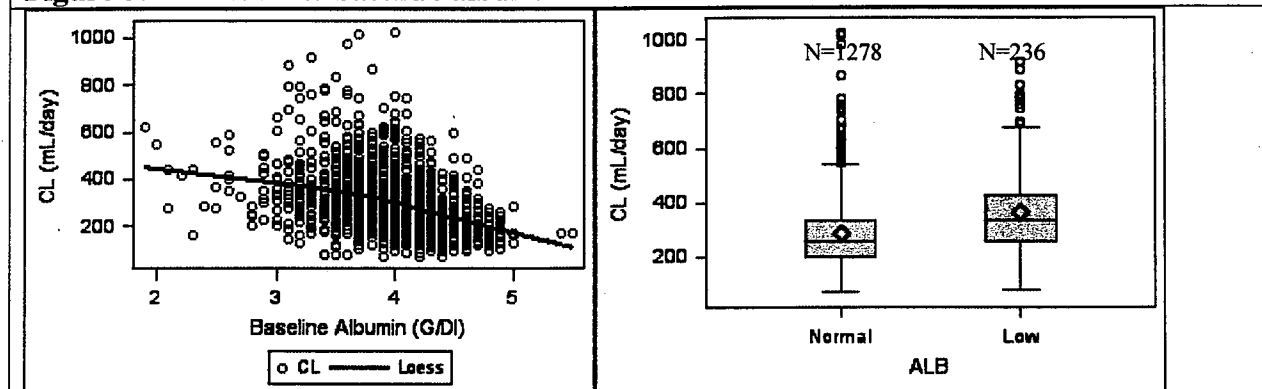 1000
800
600
400
200
CL (mL/day)
2 3 4 5
Baseline Albumin (G/Dl)
CL Loess
1000
800
600
400
200
CL (mL/day)
N=1278 N=236
Normal Low
ALB